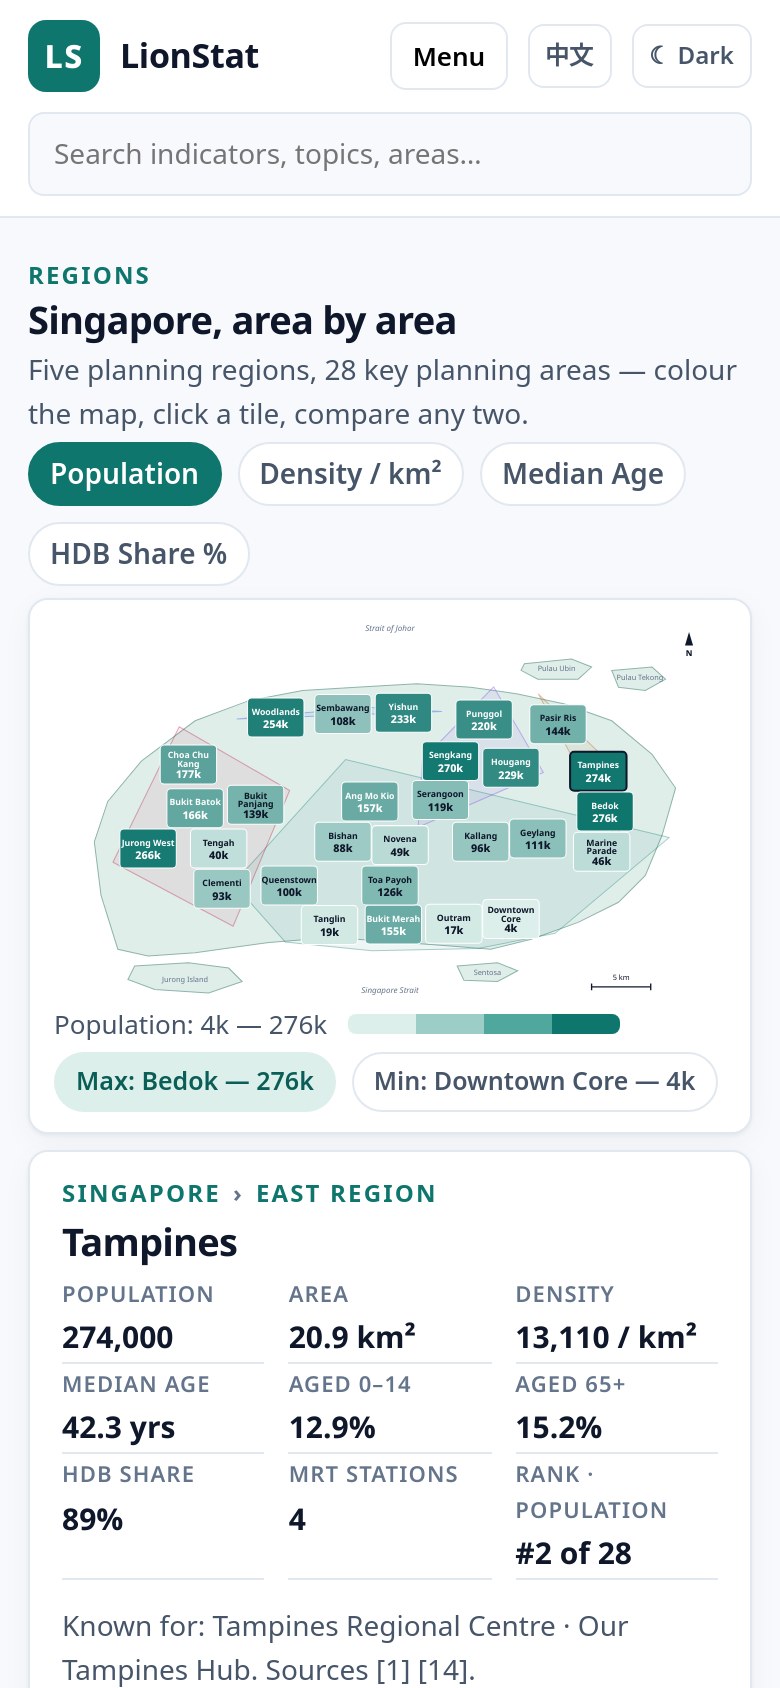 LS
LionStat
Menu
中文
☾ Dark
Search indicators, topics, areas...
REGIONS
Singapore, area by area
Five planning regions, 28 key planning areas — colour
the map, click a tile, compare any two.
Population
Density / km²
Median Age
HDB Share %
Strait of Johor
N
Pulau Ubin
Pulau Tekong
Woodlands
254k
Sembawang
108k
Yishun
233k
Punggol
220k
Pasir Ris
144k
Choa Chu
Kang
177k
Sengkang
270k
Hougang
229k
Tampines
274k
Bukit Batok
166k
Bukit
Panjang
139k
Ang Mo Kio
157k
Serangoon
119k
Bedok
276k
Jurong West
266k
Tengah
40k
Bishan
88k
Novena
49k
Kallang
96k
Geylang
111k
Marine
Parade
46k
Clementi
93k
Queenstown
100k
Toa Payoh
126k
Tanglin
19k
Bukit Merah
155k
Outram
17k
Downtown
Core
4k
Jurong Island
Sentosa
Singapore Strait
5 km
Population: 4k — 276k
Max: Bedok — 276k
Min: Downtown Core — 4k
SINGAPORE › EAST REGION
Tampines
POPULATION
274,000
AREA
20.9 km²
DENSITY
13,110 / km²
MEDIAN AGE
42.3 yrs
AGED 0–14
12.9%
AGED 65+
15.2%
HDB SHARE
89%
MRT STATIONS
4
RANK ·
POPULATION
#2 of 28
Known for: Tampines Regional Centre · Our
Tampines Hub. Sources [1] [14].